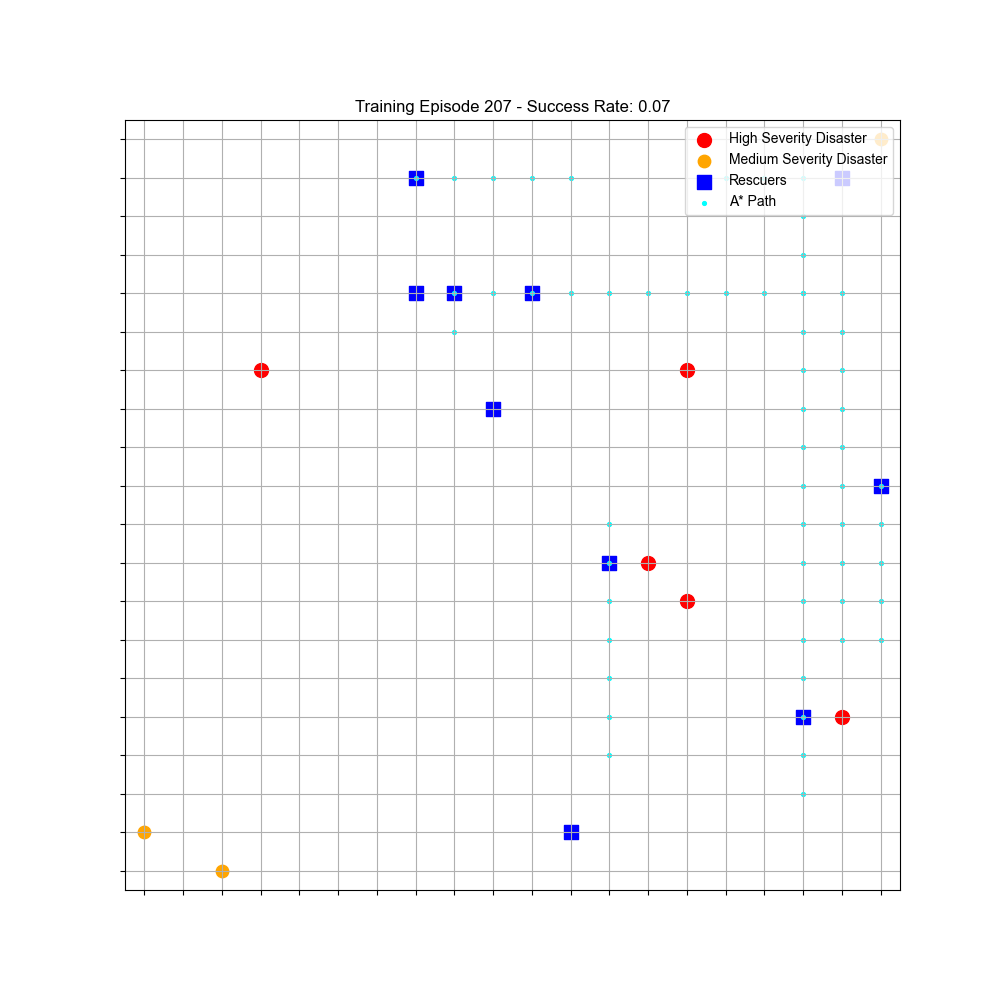 Training Episode 207 - Success Rate: 0.07
High Severity Disaster
Medium Severity Disaster
Rescuers
A* Path